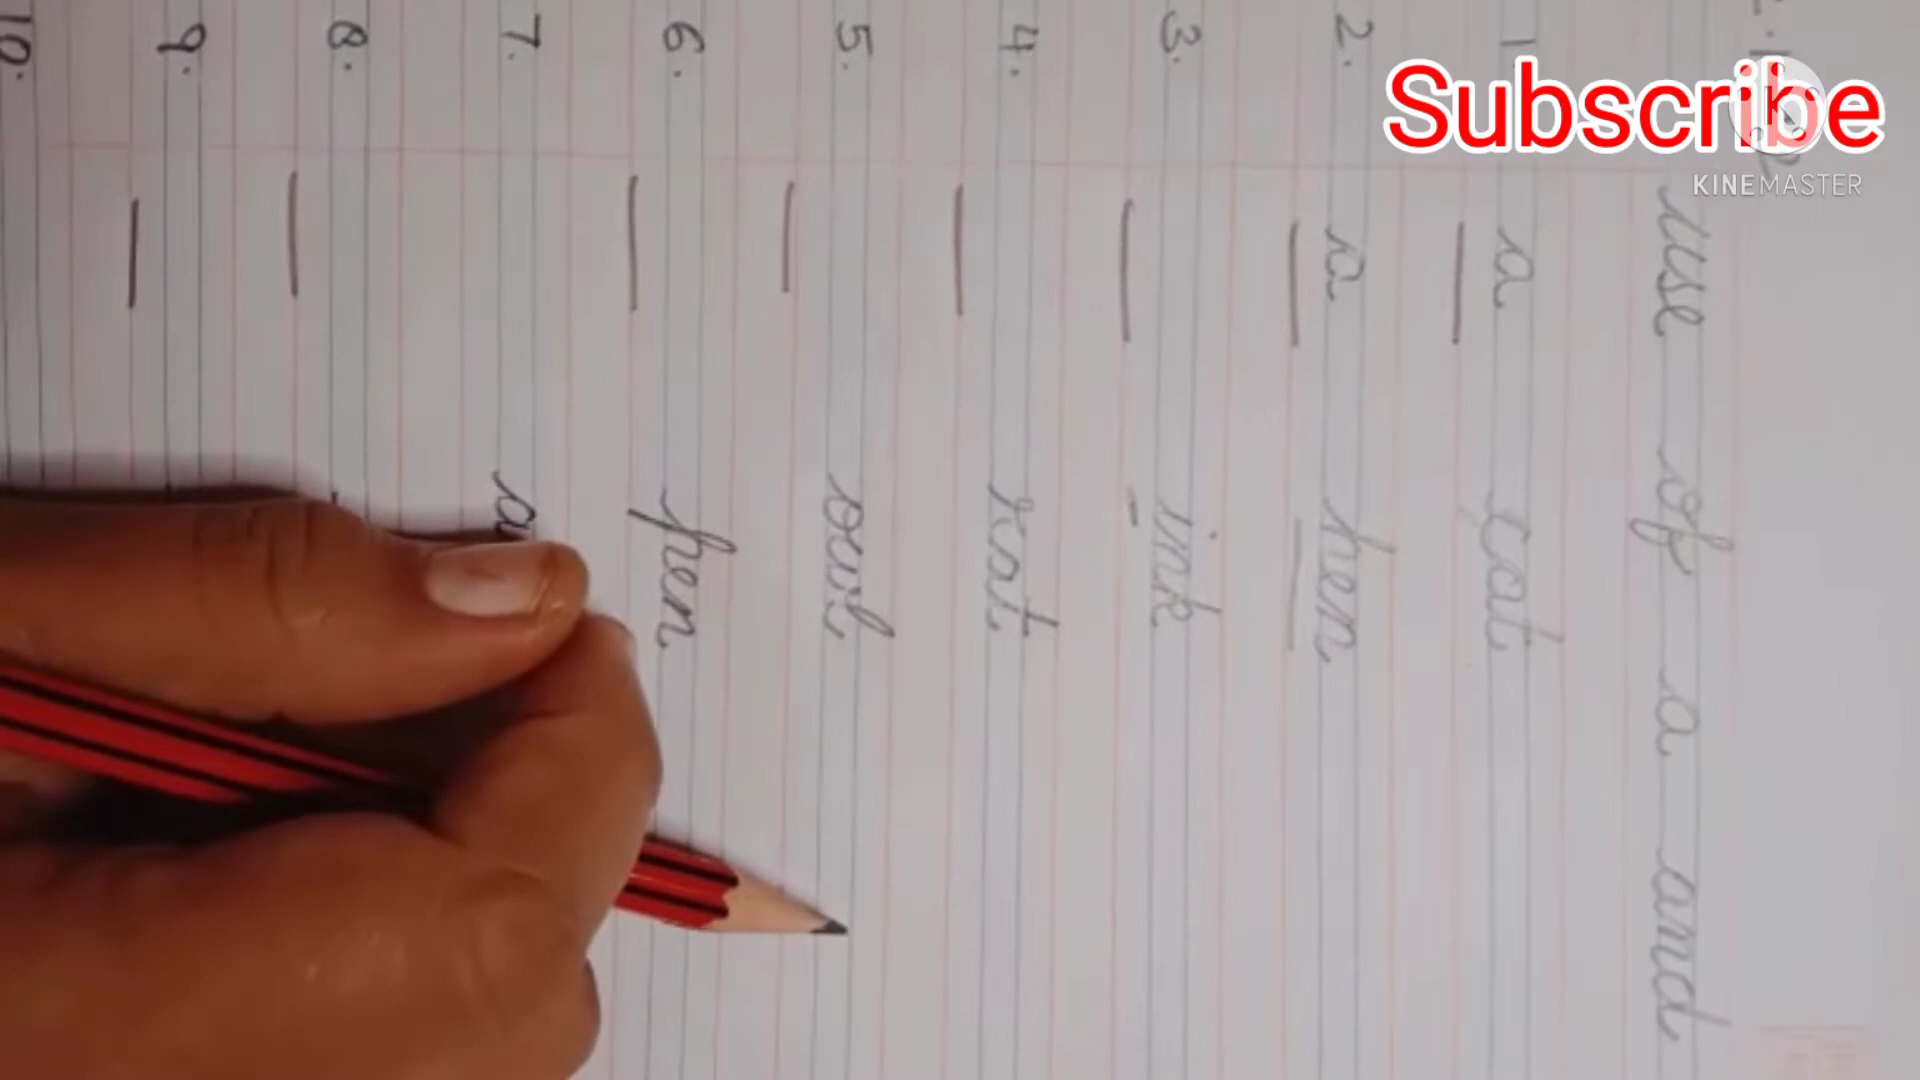 Subscribe
KINEMASTER
use of a and
1. a cat
2. a hen
3. ink
4. rat
5. owl
6. pen
7.
8.
9.
10.